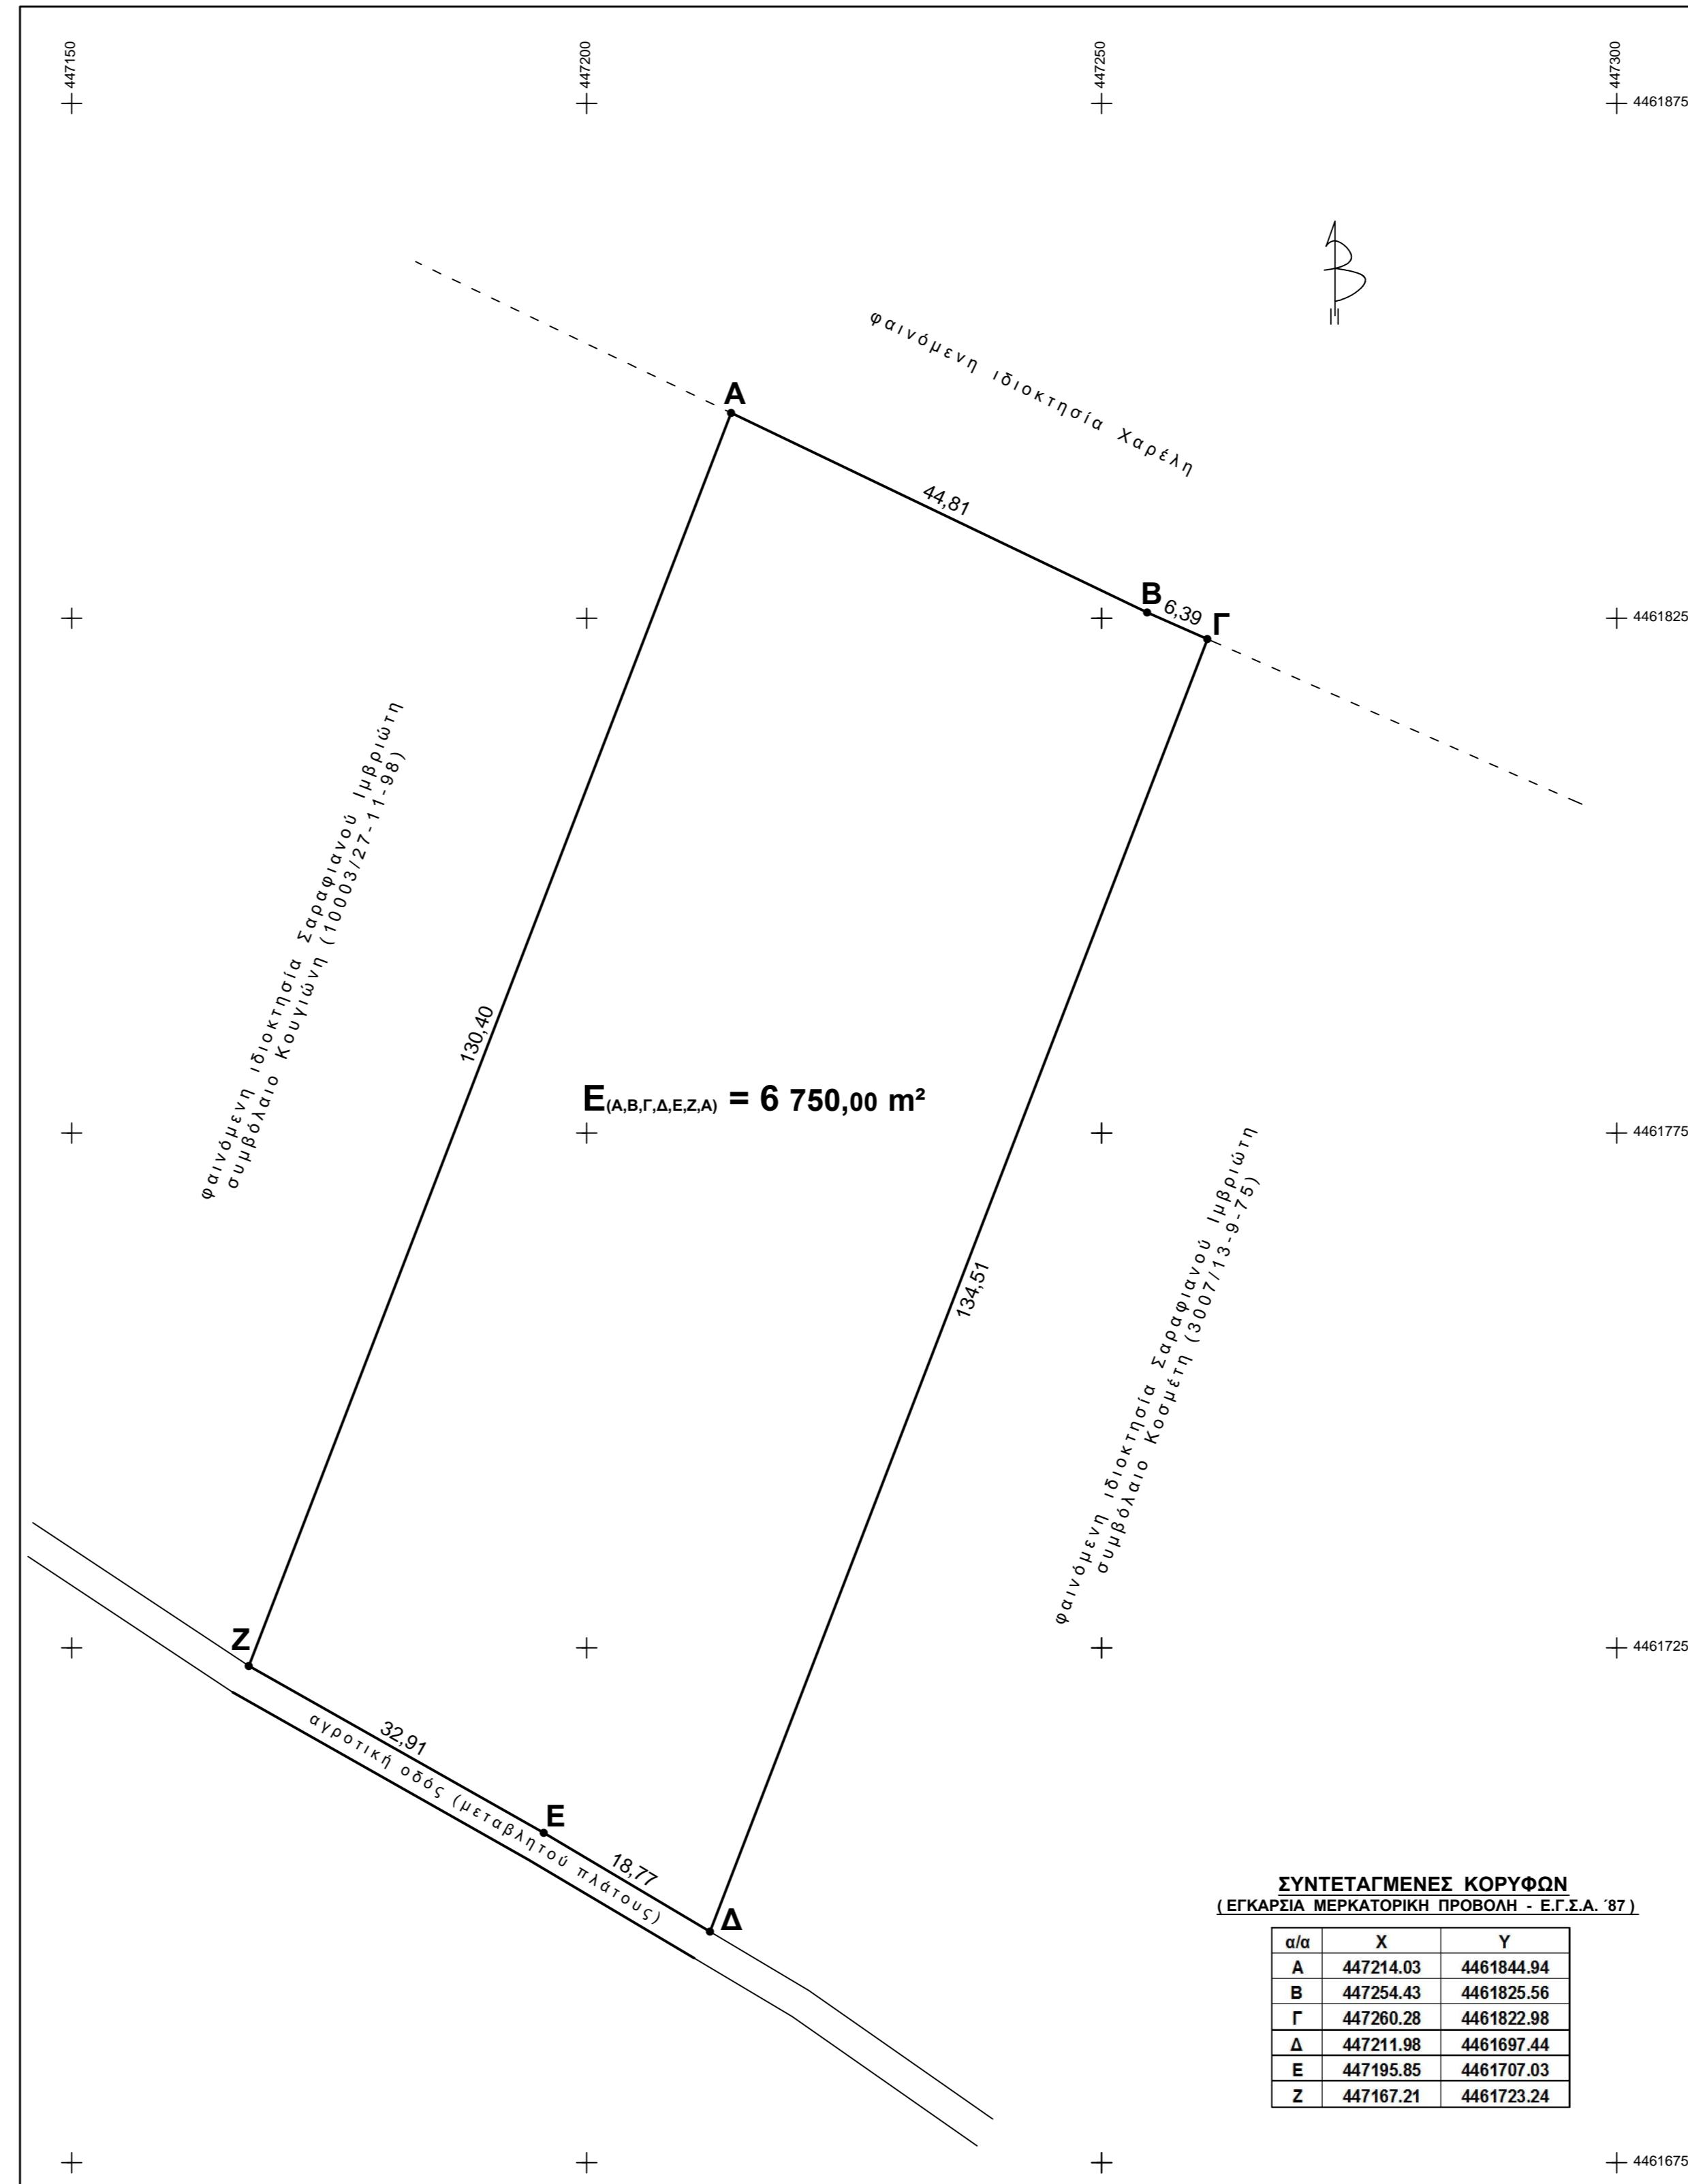 447150
447200
447250
447300
4461875
φαινόμενη ιδιοκτησία Χαρέλη
Α
44,81
Β
6,39
Γ
4461825
φαινόμενη ιδιοκτησία Σαραφιανού Ιμβριώτη
συμβόλαιο Κουγιώνη (10003/27-11-98)
130,40
Ε(Α,Β,Γ,Δ,Ε,Ζ,Α) = 6 750,00 m²
4461775
134,51
φαινόμενη ιδιοκτησία Σαραφιανού Ιμβριώτη
συμβόλαιο Κοσμέτη (3007/13-9-75)
Ζ
4461725
32,91
αγροτική οδός (μεταβλητού πλάτους)
Ε
18,77
Δ
ΣΥΝΤΕΤΑΓΜΕΝΕΣ ΚΟΡΥΦΩΝ
( ΕΓΚΑΡΣΙΑ ΜΕΡΚΑΤΟΡΙΚΗ ΠΡΟΒΟΛΗ - Ε.Γ.Σ.Α. ΄87 )
α/α Χ Υ
Α 447214.03 4461844.94
Β 447254.43 4461825.56
Γ 447260.28 4461822.98
Δ 447211.98 4461697.44
Ε 447195.85 4461707.03
Ζ 447167.21 4461723.24
4461675